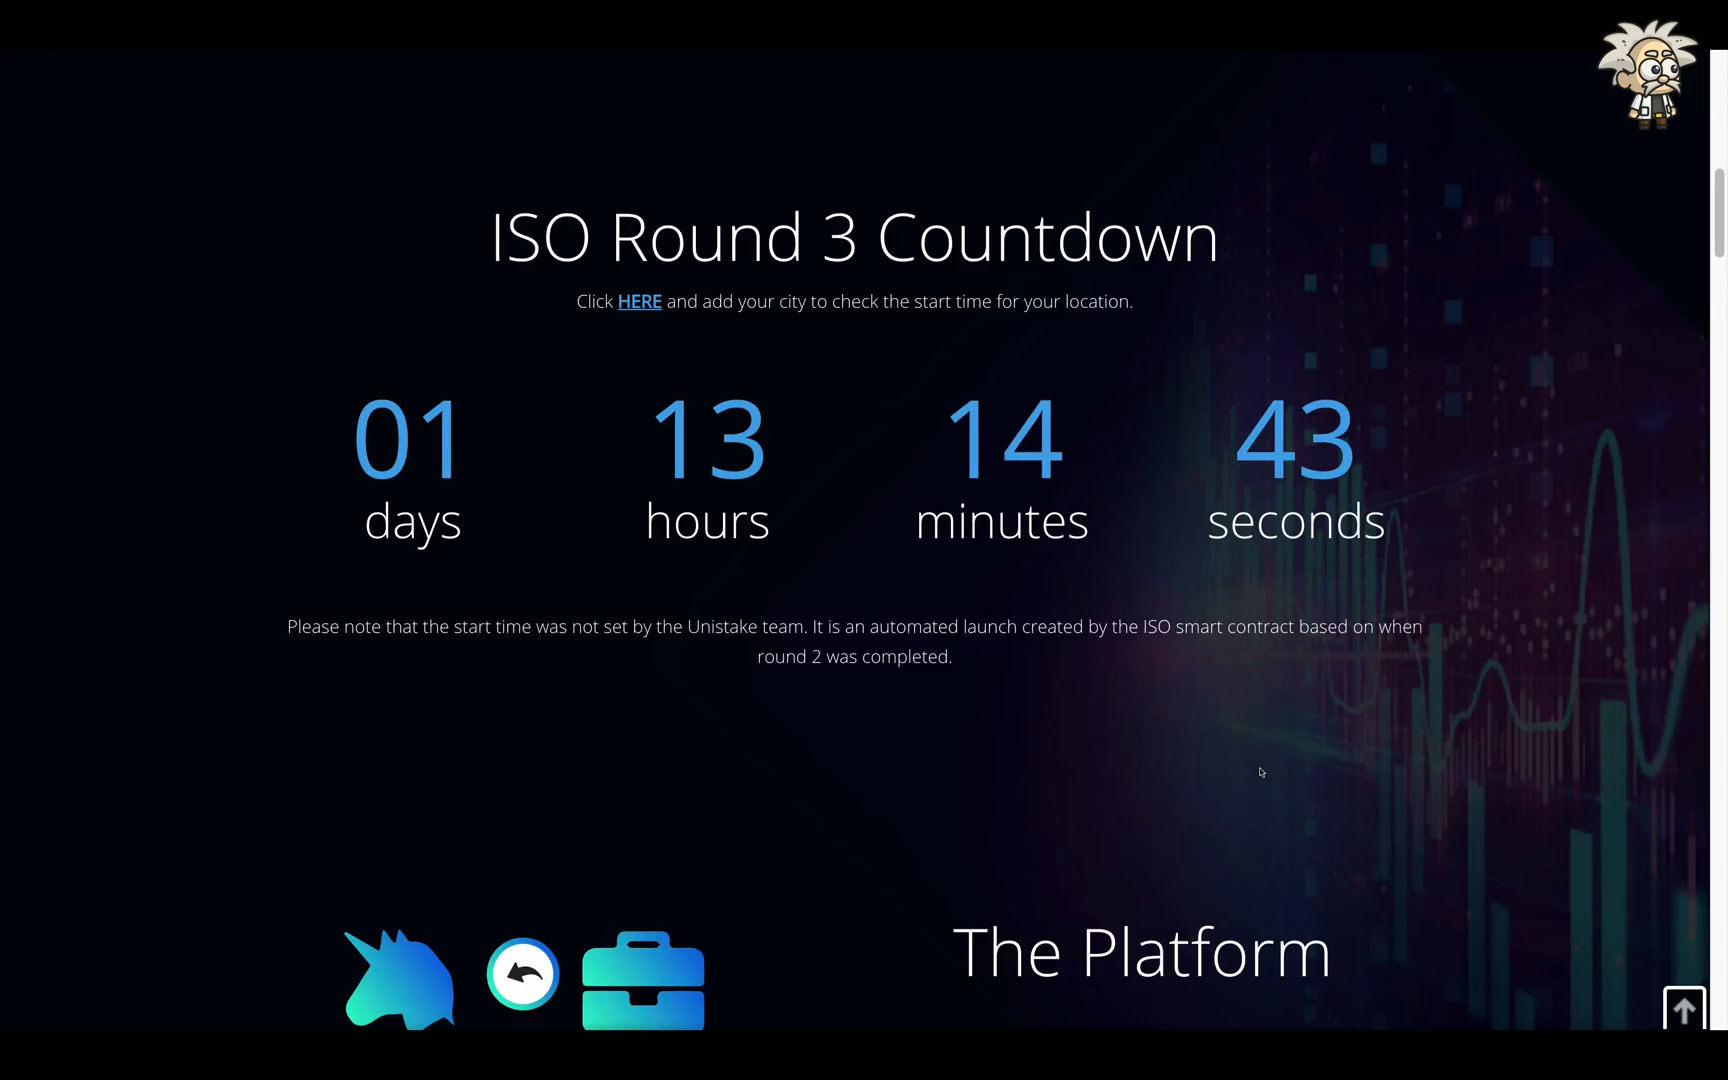 ISO Round 3 Countdown
Click HERE and add your city to check the start time for your location.
01 13 14 43
days hours minutes seconds
Please note that the start time was not set by the Unistake team. It is an automated launch created by the ISO smart contract based on when
round 2 was completed.
The Platform